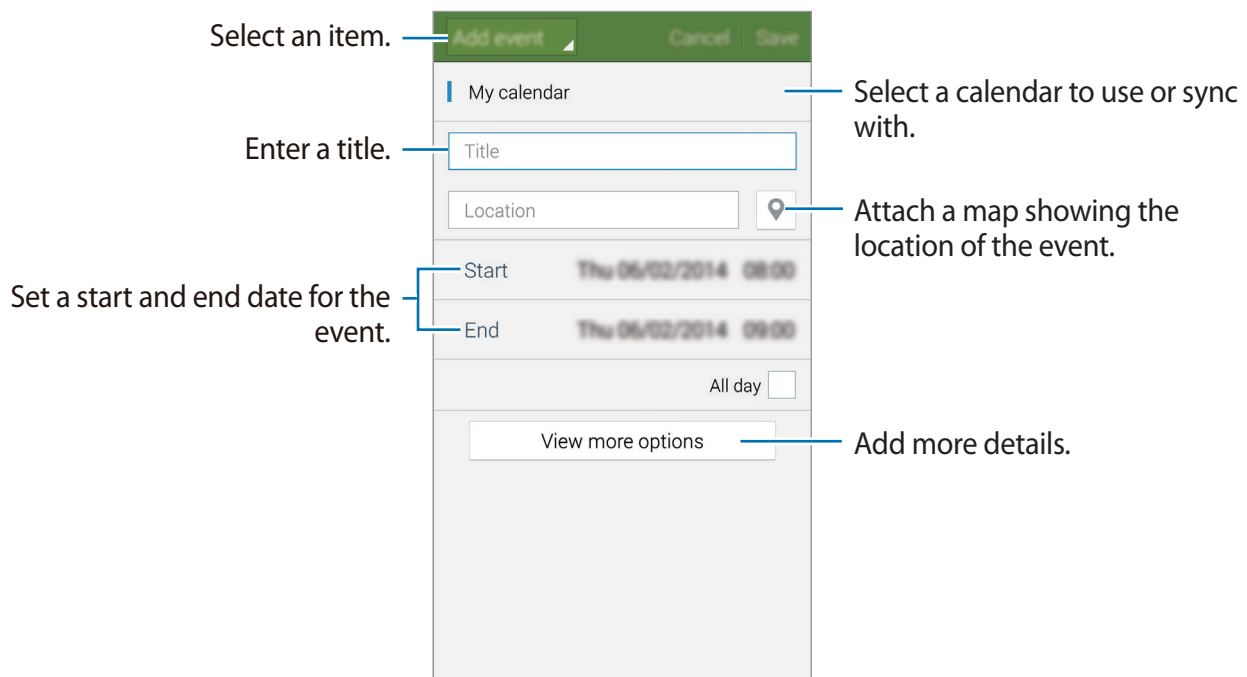 Select an item.
Add event
Cancel
Save
My calendar
Select a calendar to use or sync
with.
Enter a title.
Title
Location
Attach a map showing the
location of the event.
Start
Thu 06/02/2014
08:00
Set a start and end date for the
event.
End
Thu 06/02/2014
09:00
All day
View more options
Add more details.